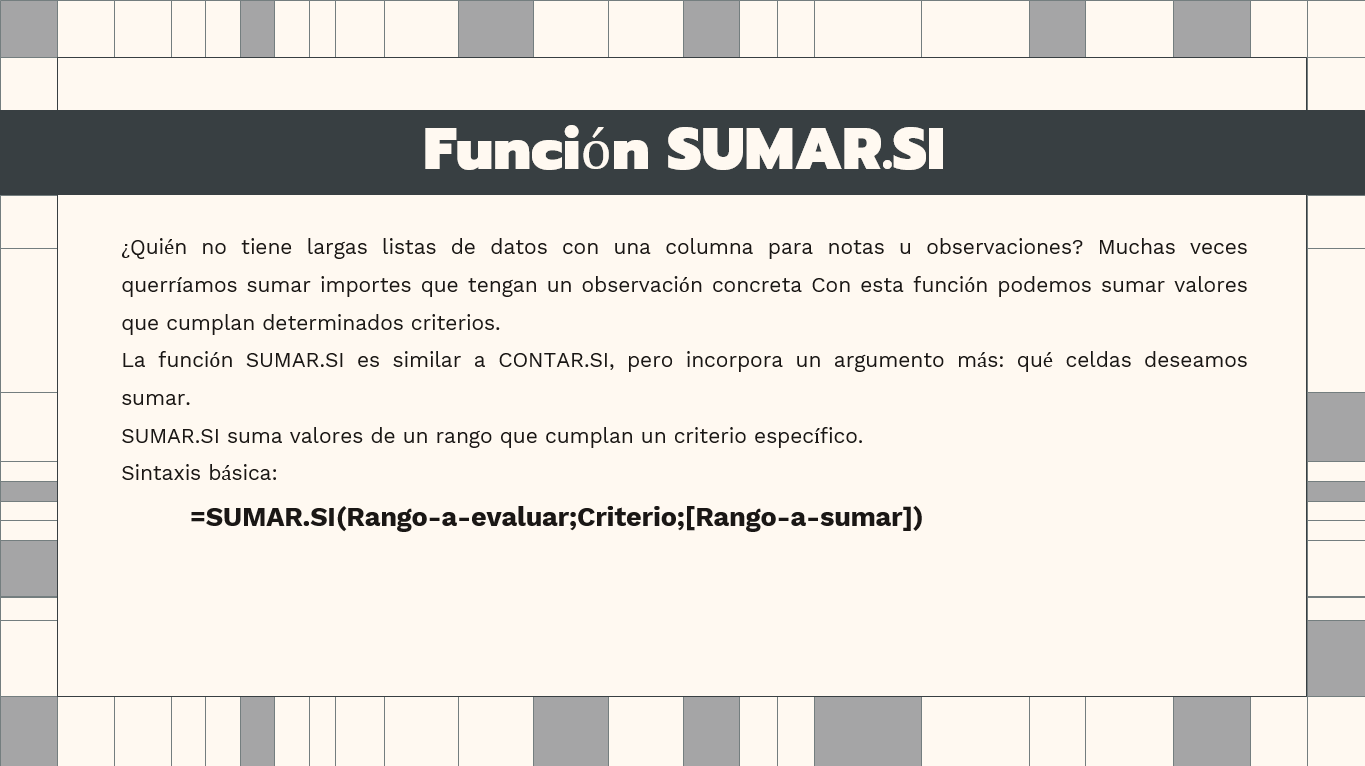 Función SUMAR.SI
¿Quién no tiene largas listas de datos con una columna para notas u observaciones? Muchas veces
querríamos sumar importes que tengan un observación concreta Con esta función podemos sumar valores
que cumplan determinados criterios.
La función SUMAR.SI es similar a CONTAR.SI, pero incorpora un argumento más: qué celdas deseamos
sumar.
SUMAR.SI suma valores de un rango que cumplan un criterio específico.
Sintaxis básica:
=SUMAR.SI(Rango-a-evaluar;Criterio;[Rango-a-sumar])